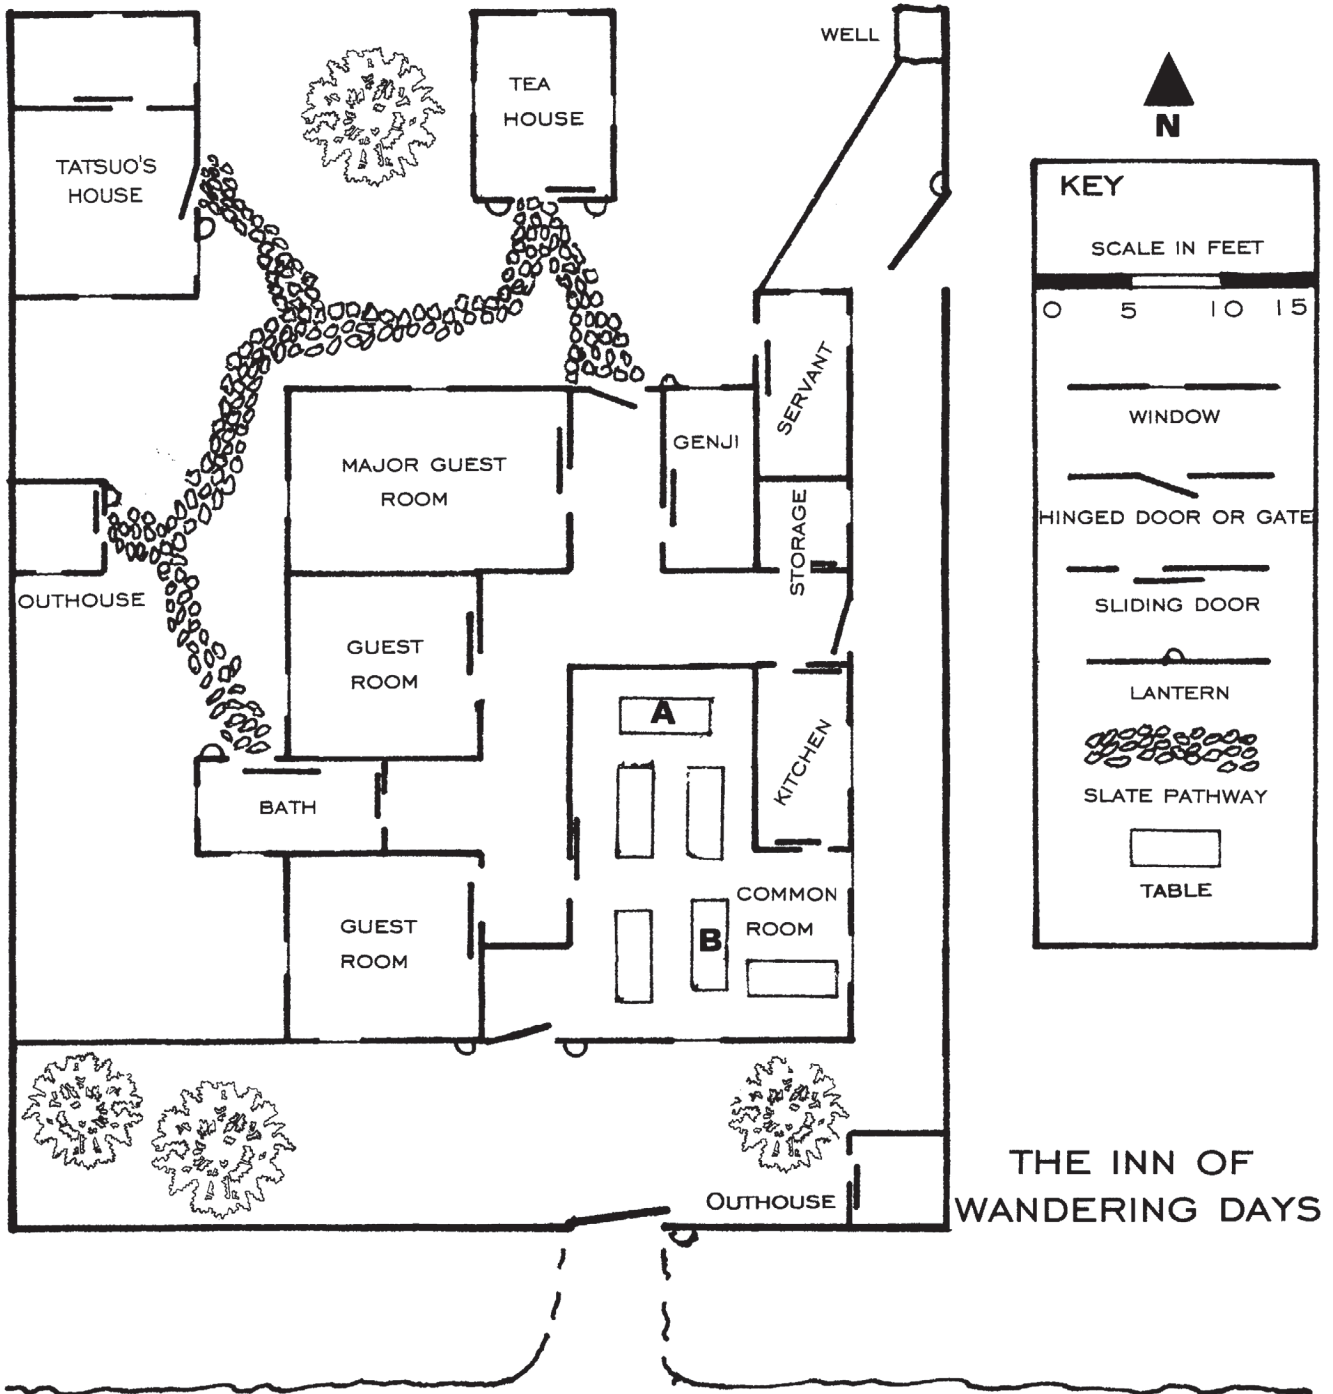 WELL
TEA
HOUSE
N
TATSUO'S
HOUSE
KEY
SCALE IN FEET
0 5 10 15
SERVANT
WINDOW
GENJI
MAJOR GUEST
ROOM
HINGED DOOR OR GATE
STORAGE
OUTHOUSE
SLIDING DOOR
GUEST
ROOM
LANTERN
A
KITCHEN
SLATE PATHWAY
BATH
TABLE
COMMON
ROOM
B
GUEST
ROOM
OUTHOUSE
THE INN OF
WANDERING DAYS